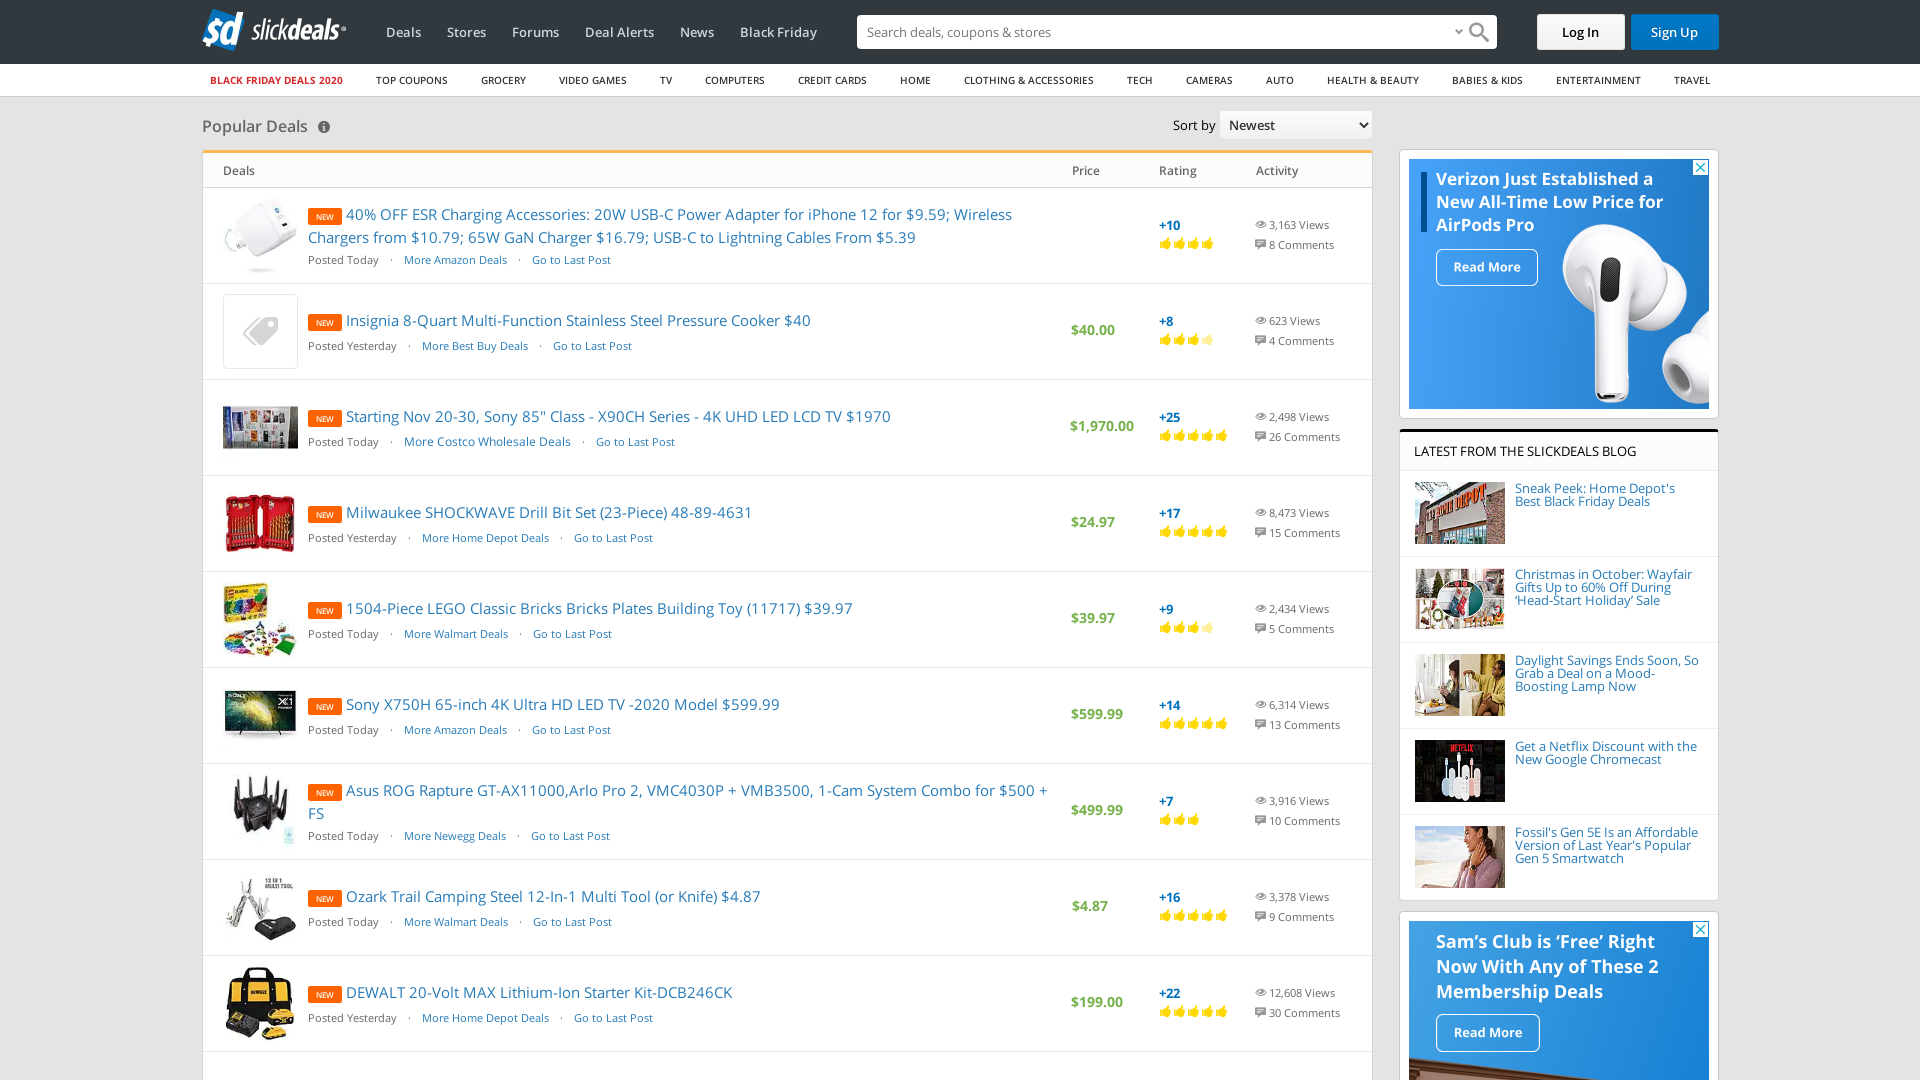 slickdeals
Deals
Stores
Forums
Deal Alerts
News
Black Friday
Search deals, coupons & shops
Log In
Sign Up
BLACK FRIDAY DEALS 2020
TOP COUPONS
GROCERY
VIDEO GAMES
TV
COMPUTERS
CREDIT CARDS
HOME
CLOTHING & ACCESSORIES
TECH
CAMERAS
AUTO
HEALTH & BEAUTY
BABIES & KIDS
ENTERTAINMENT
TRAVEL
Popular Deals
Sort by
Newest
Deals
Price
Rating
Activity
NEW 40% OFF ESR Charging Accessories: 20W USB-C Power Adapter for iPhone 12 for $9.59; Wireless
Chargers from $10.79; 65W GaN Charger $16.79; USB-C to Lightning Cables From $5.39
Posted Today · More Amazon Deals · Go to Last Post
+10
3,163 Views
8 Comments
NEW Insignia 8-Quart Multi-Function Stainless Steel Pressure Cooker $40
Posted Yesterday · More Best Buy Deals · Go to Last Post
$40.00
+8
623 Views
4 Comments
NEW Starting Nov 20-30, Sony 85" Class - X90CH Series - 4K UHD LED LCD TV $1970
Posted Today · More Costco Wholesale Deals · Go to Last Post
$1,970.00
+25
2,498 Views
26 Comments
NEW Milwaukee SHOCKWAVE Drill Bit Set (23-Piece) 48-89-4631
Posted Yesterday · More Home Depot Deals · Go to Last Post
$24.97
+17
8,473 Views
15 Comments
NEW 1504-Piece LEGO Classic Bricks Bricks Plates Building Toy (11717) $39.97
Posted Today · More Walmart Deals · Go to Last Post
$39.97
+9
2,434 Views
5 Comments
NEW Sony X750H 65-inch 4K Ultra HD LED TV -2020 Model $599.99
Posted Today · More Amazon Deals · Go to Last Post
$599.99
+14
6,314 Views
13 Comments
NEW Asus ROG Rapture GT-AX11000,Arlo Pro 2, VMC4030P + VMB3500, 1-Cam System Combo for $500 +
FS
Posted Today · More Newegg Deals · Go to Last Post
$499.99
+7
3,916 Views
10 Comments
12 IN 1
MULTI TOOL
NEW Ozark Trail Camping Steel 12-In-1 Multi Tool (or Knife) $4.87
Posted Today · More Walmart Deals · Go to Last Post
$4.87
+16
3,378 Views
9 Comments
NEW DEWALT 20-Volt MAX Lithium-Ion Starter Kit-DCB246CK
Posted Yesterday · More Home Depot Deals · Go to Last Post
$199.00
+22
12,608 Views
30 Comments
Verizon Just Established a
New All-Time Low Price for
AirPods Pro
Read More
LATEST FROM THE SLICKDEALS BLOG
Sneak Peek: Home Depot's
Best Black Friday Deals
Christmas in October: Wayfair
Gifts Up to 60% Off During
‘Head-Start Holiday’ Sale
Daylight Savings Ends Soon, So
Grab a Deal on a Mood-
Boosting Lamp Now
NETFLIX
Get a Netflix Discount with the
New Google Chromecast
Fossil's Gen 5E Is an Affordable
Version of Last Year's Popular
Gen 5 Smartwatch
Sam’s Club is ‘Free’ Right
Now With Any of These 2
Membership Deals
Read More